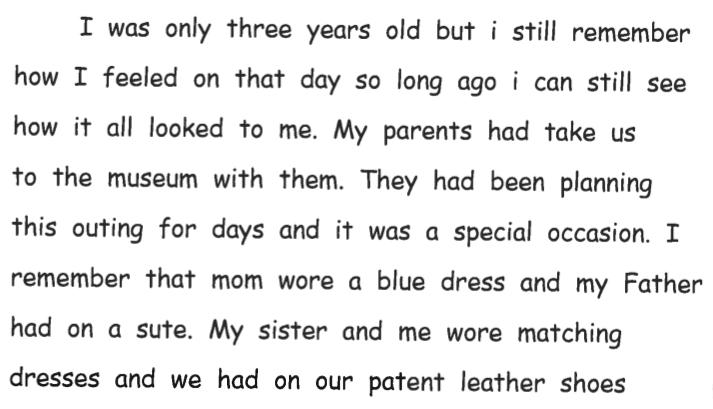 I was only three years old but i still remember
how I feeled on that day so long ago i can still see
how it all looked to me. My parents had take us
to the museum with them. They had been planning
this outing for days and it was a special occasion. I
remember that mom wore a blue dress and my Father
had on a sute. My sister and me wore matching
dresses and we had on our patent leather shoes